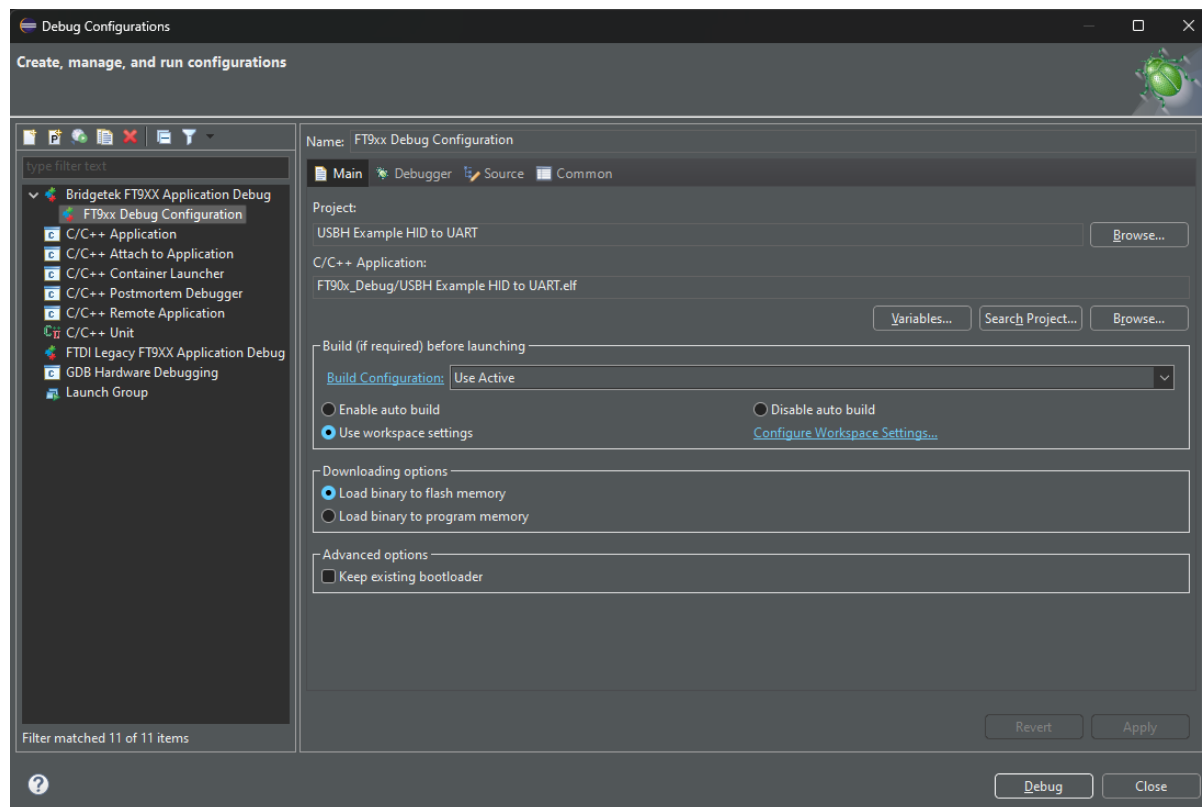 Debug Configurations
Create, manage, and run configurations
type filter text
Bridgetek FT9XX Application Debug
FT9xx Debug Configuration
C/C++ Application
C/C++ Attach to Application
C/C++ Container Launcher
C/C++ Postmortem Debugger
C/C++ Remote Application
C/C++ Unit
FTDI Legacy FT9XX Application Debug
GDB Hardware Debugging
Launch Group
Filter matched 11 of 11 items
Name: FT9xx Debug Configuration
Main Debugger Source Common
Project:
USBH Example HID to UART
Browse...
C/C++ Application:
FT90x_Debug/USBH Example HID to UART.elf
Variables... Search Project... Browse...
Build (if required) before launching
Build Configuration: Use Active
Enable auto build Disable auto build
Use workspace settings Configure Workspace Settings...
Downloading options
Load binary to flash memory
Load binary to program memory
Advanced options
Keep existing bootloader
Revert Apply
Debug Close